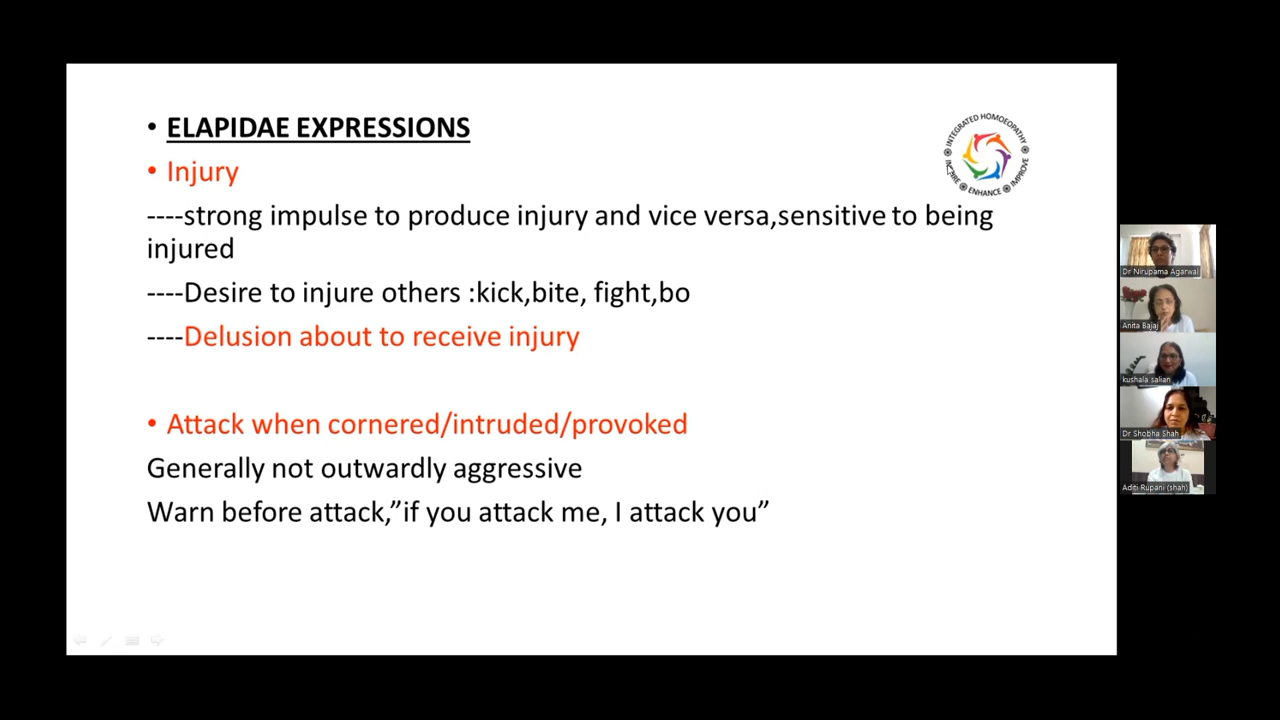 • ELAPIDAE EXPRESSIONS
• Injury
----strong impulse to produce injury and vice versa,sensitive to being
injured
----Desire to injure others :kick,bite, fight,bo
----Delusion about to receive injury
• Attack when cornered/intruded/provoked
Generally not outwardly aggressive
Warn before attack,”if you attack me, I attack you”
INTEGRATED HOMOEOPATHY
ENHANCE
IMPROVE
Dr Nirupama Agarwal
Anita Bajaj
kushala salian
Dr Shobha Shah
Aditi Rupani (shah)